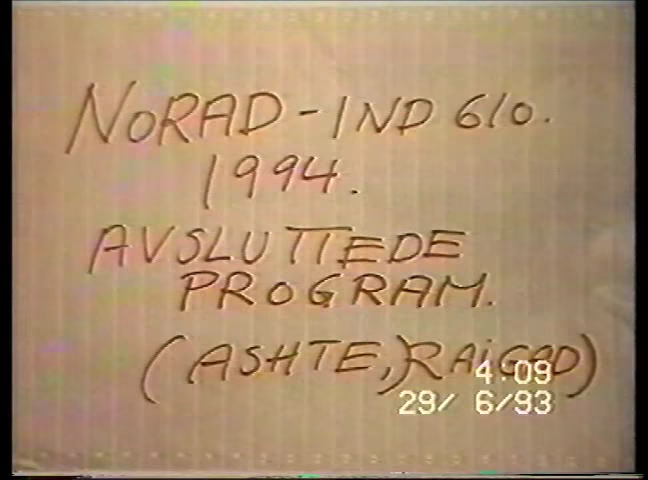 NORAD - IND 610.
1994.
AVSLUTTEDE
PROGRAM.
(ASHTE,) RAIGAD)
4:09
29/ 6/93